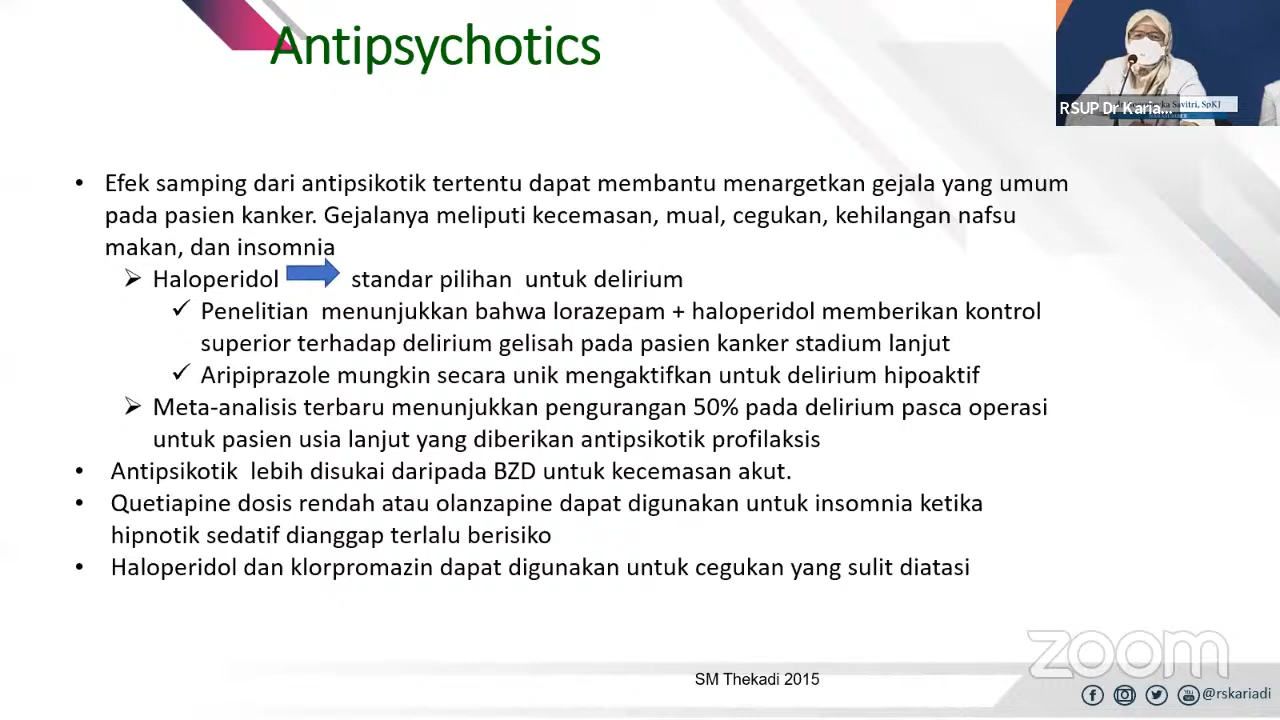 Antipsychotics
RSUP Dr Karia...
Savitri, SpKJ
• Efek samping dari antipsikotik tertentu dapat membantu menargetkan gejala yang umum
pada pasien kanker. Gejalanya meliputi kecemasan, mual, cegukan, kehilangan nafsu
makan, dan insomnia
➢ Haloperidol standar pilihan untuk delirium
✓ Penelitian menunjukkan bahwa lorazepam + haloperidol memberikan kontrol
superior terhadap delirium gelisah pada pasien kanker stadium lanjut
✓ Aripiprazole mungkin secara unik mengaktifkan untuk delirium hipoaktif
➢ Meta-analisis terbaru menunjukkan pengurangan 50% pada delirium pasca operasi
untuk pasien usia lanjut yang diberikan antipsikotik profilaksis
• Antipsikotik lebih disukai daripada BZD untuk kecemasan akut.
• Quetiapine dosis rendah atau olanzapine dapat digunakan untuk insomnia ketika
hipnotik sedatif dianggap terlalu berisiko
• Haloperidol dan klorpromazin dapat digunakan untuk cegukan yang sulit diatasi
zoom
SM Thekadi 2015
@rskariadi